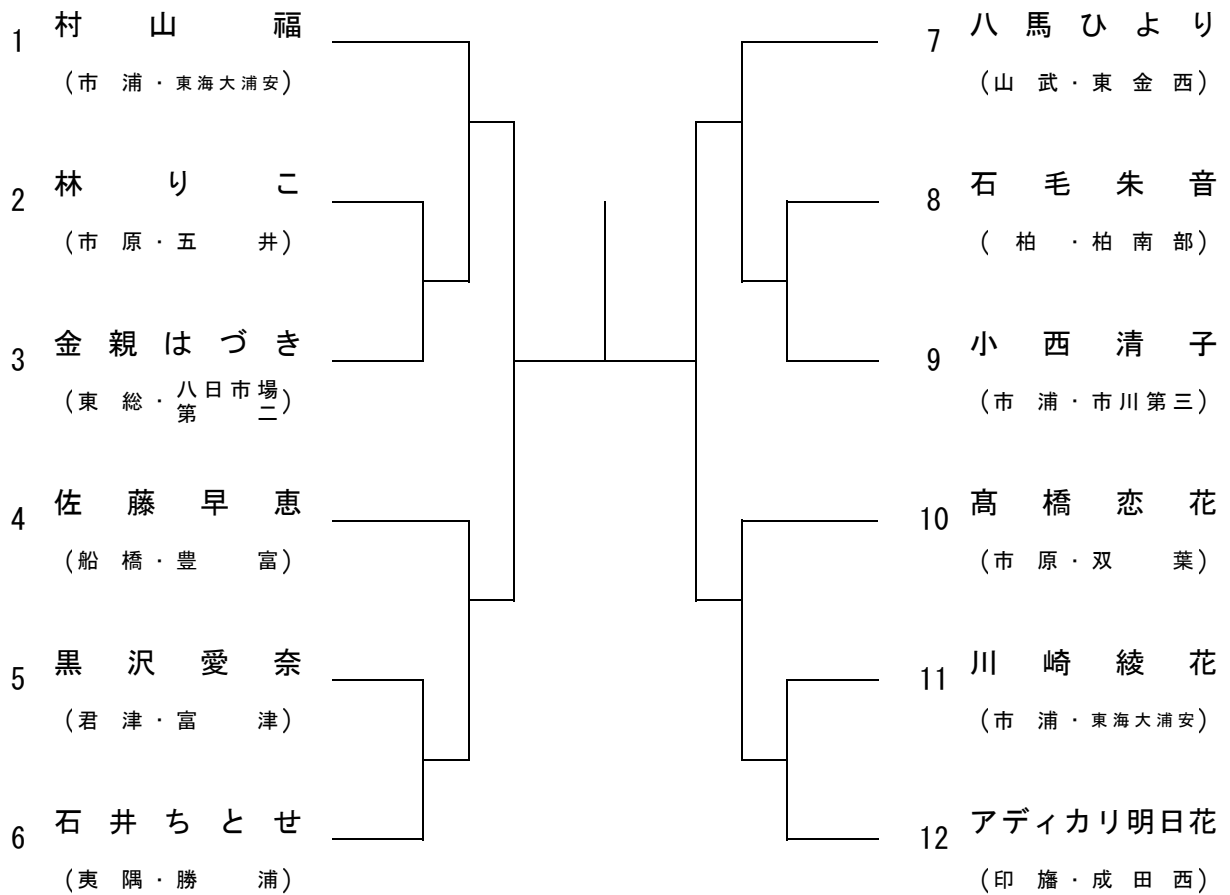 1 村山福
(市浦・東海大浦安)
2 林りこ
(市原・五井)
3 金親はづき
(東総・八日市場第二)
4 佐藤早恵
(船橋・豊富)
5 黒沢愛奈
(君津・富津)
6 石井ちとせ
(夷隅・勝浦)
7 八馬ひより
(山武・東金西)
8 石毛朱音
(柏・柏南部)
9 小西清子
(市浦・市川第三)
10 髙橋恋花
(市原・双葉)
11 川崎綾花
(市浦・東海大浦安)
12 アディカリ明日花
(印旛・成田西)